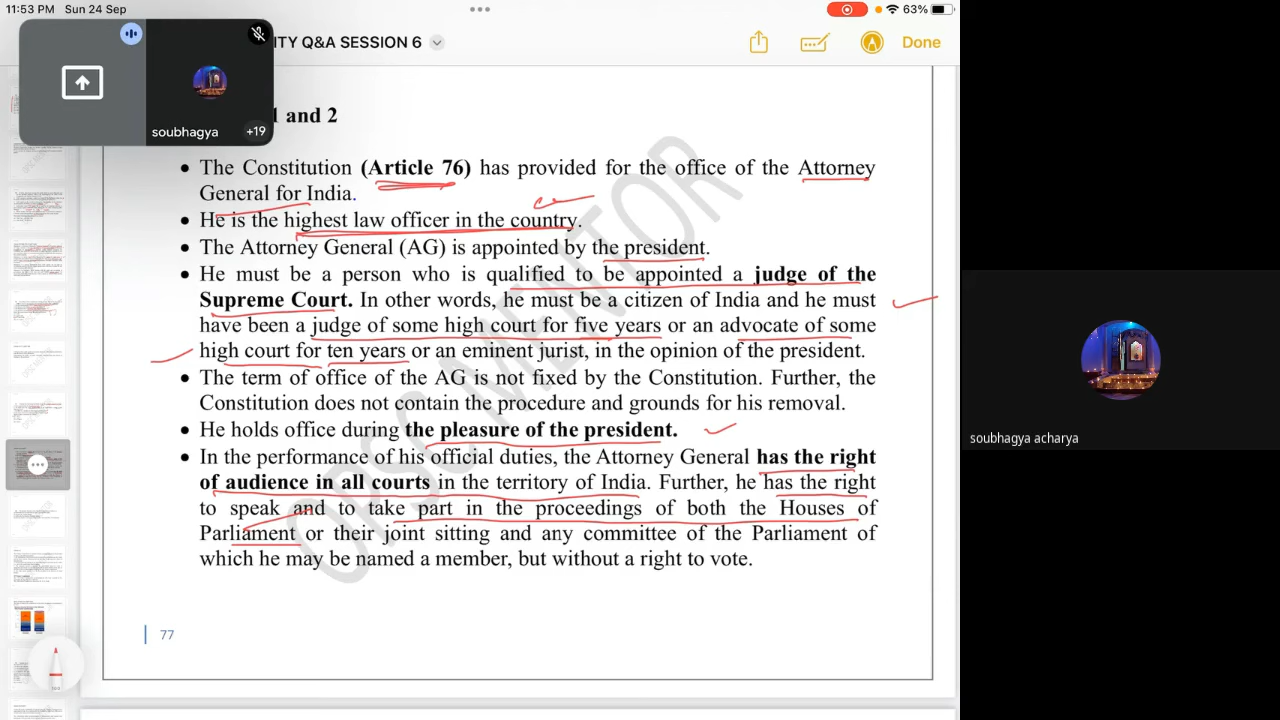 11:53 PM Sun 24 Sep
63%
ITY Q&A SESSION 6
Done
soubhagya
+19
1 and 2
• The Constitution (Article 76) has provided for the office of the Attorney
General for India.
• He is the highest law officer in the country.
• The Attorney General (AG) is appointed by the president.
• He must be a person who is qualified to be appointed a judge of the
Supreme Court. In other words, he must be a citizen of India and he must
have been a judge of some high court for five years or an advocate of some
high court for ten years or an eminent jurist, in the opinion of the president.
• The term of office of the AG is not fixed by the Constitution. Further, the
Constitution does not contain the procedure and grounds for his removal.
• He holds office during the pleasure of the president.
• In the performance of his official duties, the Attorney General has the right
of audience in all courts in the territory of India. Further, he has the right
to speak and to take part in the proceedings of both the Houses of
Parliament or their joint sitting and any committee of the Parliament of
which he may be named a member, but without a right to vote.
77
soubhagya acharya